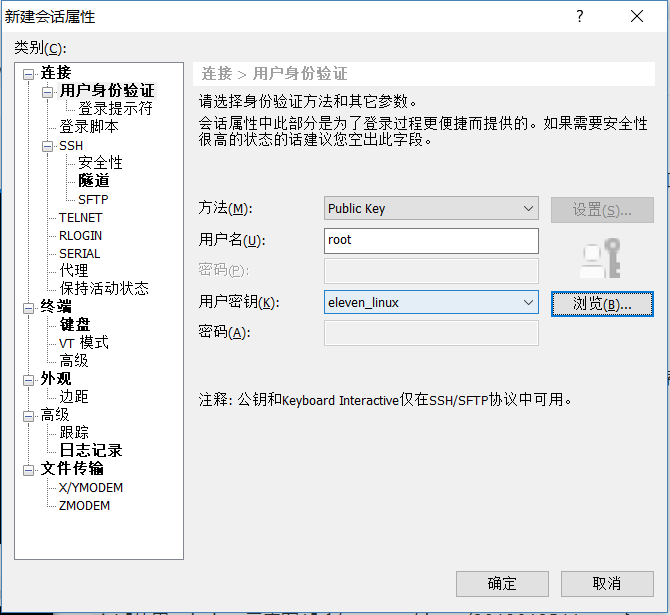 新建会话属性
类别(C):
连接
用户身份验证
登录提示符
登录脚本
SSH
安全性
隧道
SFTP
TELNET
RLOGIN
SERIAL
代理
保持活动状态
终端
键盘
VT 模式
高级
外观
边距
高级
跟踪
日志记录
文件传输
X/YMODEM
ZMODEM
连接 > 用户身份验证
请选择身份验证方法和其它参数。
会话属性中此部分是为了登录过程更便捷而提供的。如果需要安全性
很高的状态的话建议您空出此字段。
方法(M):
Public Key
设置(S)...
用户名(U):
root
密码(P):
用户密钥(K):
eleven_linux
浏览(B)...
密码(A):
注释: 公钥和Keyboard Interactive仅在SSH/SFTP协议中可用。
确定
取消